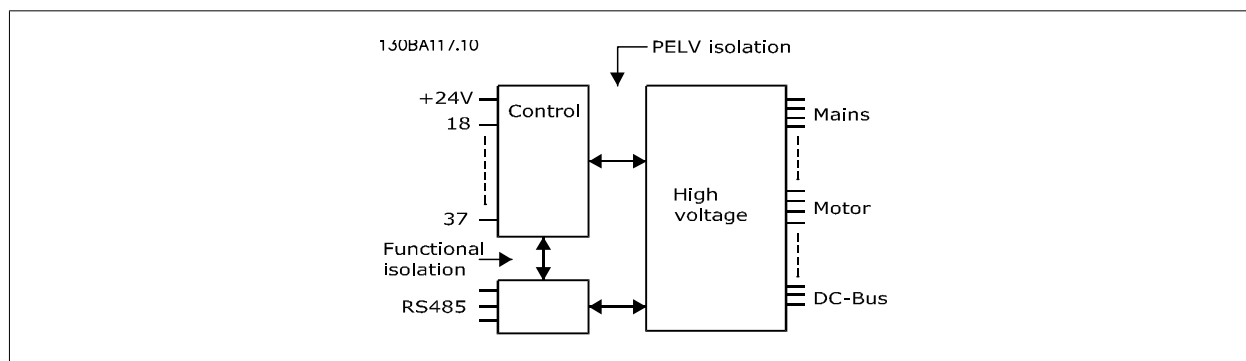 130BA117.10
PELV isolation
+24V
Control
Mains
18
High
voltage
37
Motor
Functional
isolation
RS485
DC-Bus